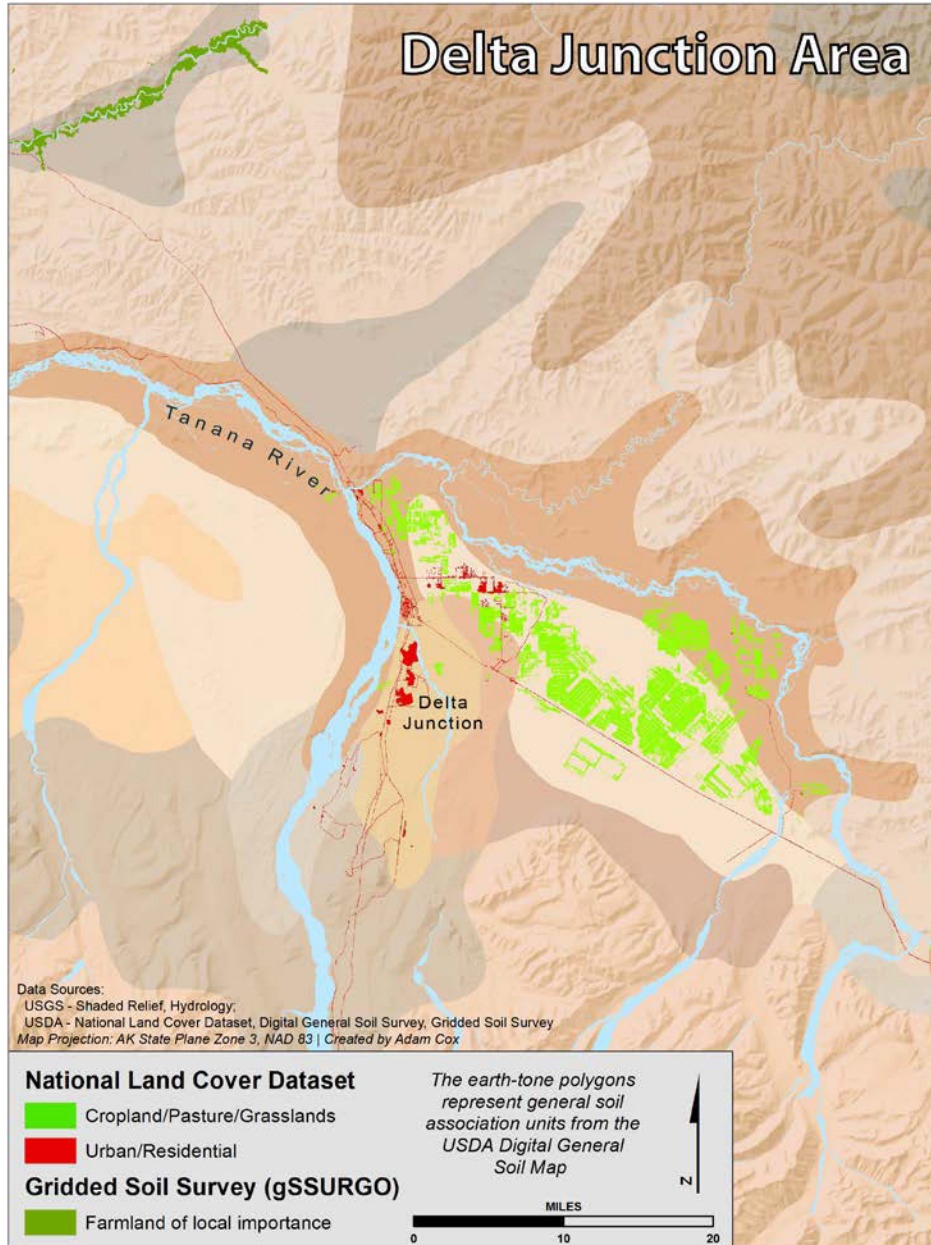 Delta Junction Area
Tanana River
Delta
Junction
Data Sources:
USGS - Shaded Relief, Hydrology;
USDA - National Land Cover Dataset, Digital General Soil Survey, Gridded Soil Survey
Map Projection: AK State Plane Zone 3, NAD 83 | Created by Adam Cox
National Land Cover Dataset
Cropland/Pasture/Grasslands
Urban/Residential
Gridded Soil Survey (gSSURGO)
Farmland of local importance
The earth-tone polygons
represent general soil
association units from the
USDA Digital General
Soil Map
N
MILES
0 10 20